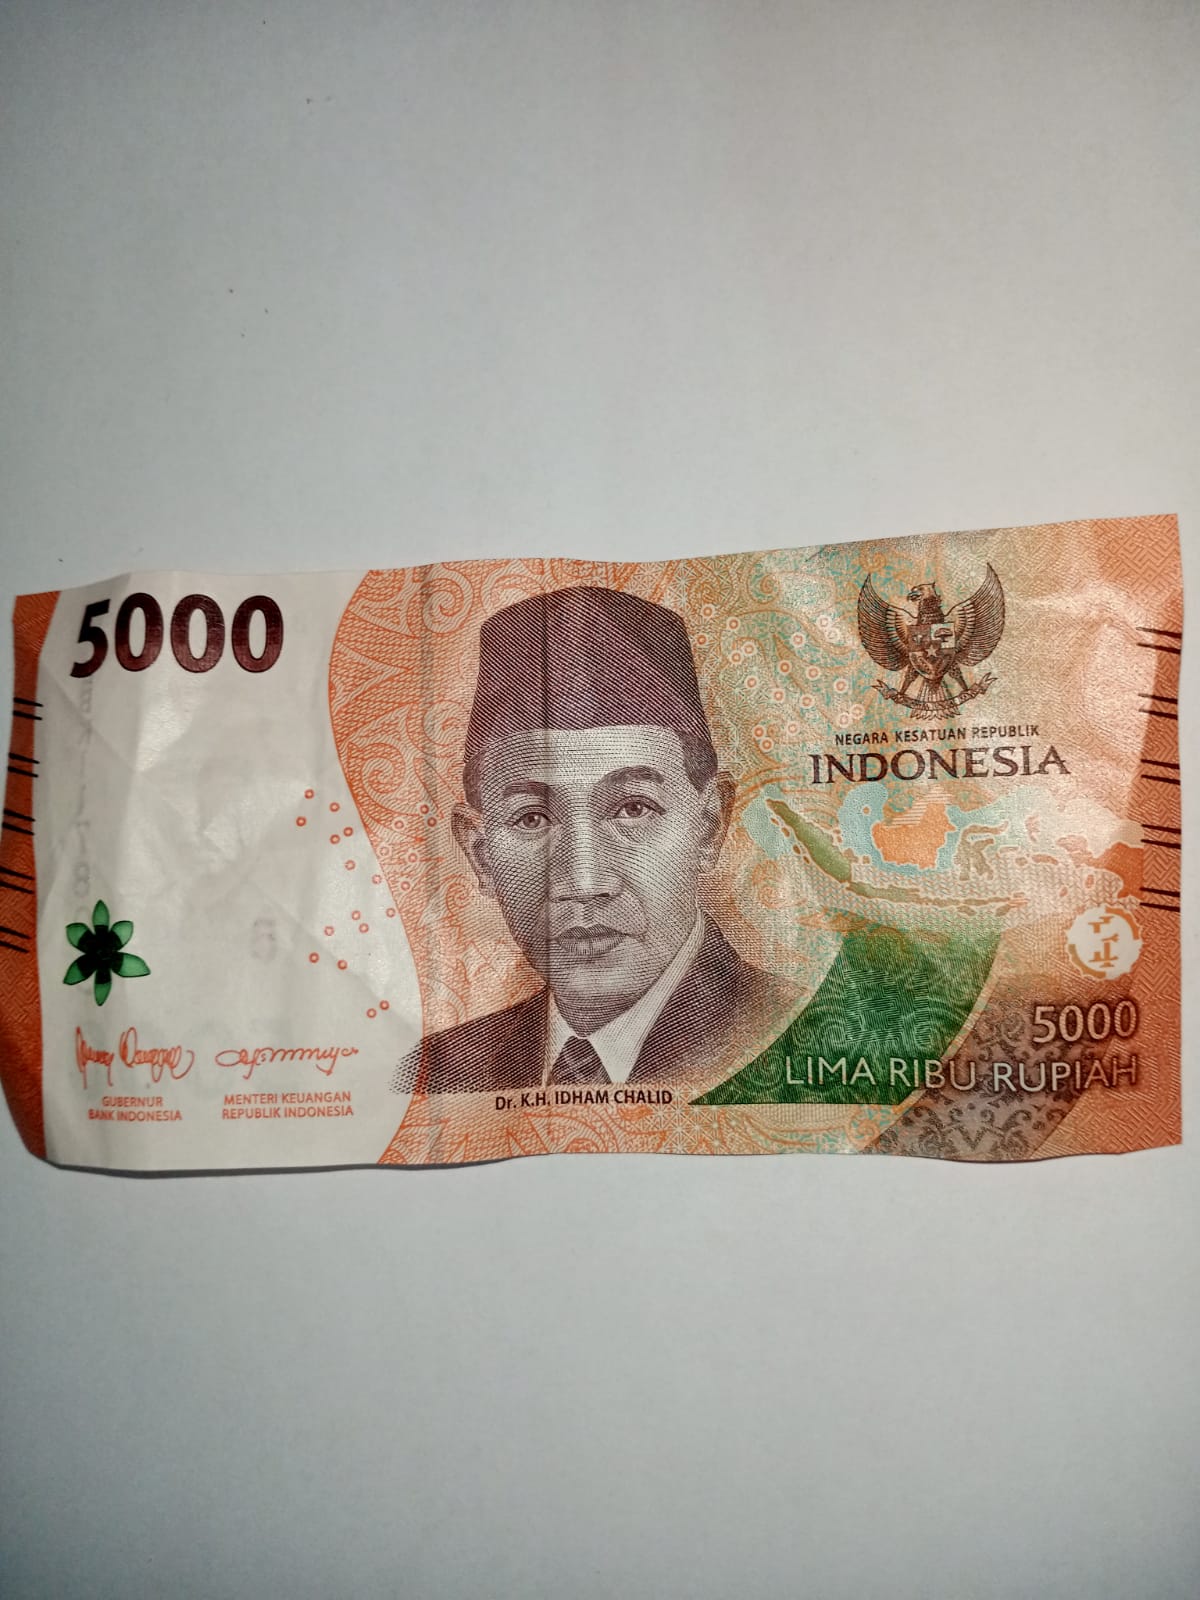 5000
NEGARA KESATUAN REPUBLIK
INDONESIA
5000
LIMA RIBU RUPIAH
GUBERNUR
BANK INDONESIA
MENTERI KEUANGAN
REPUBLIK INDONESIA
Dr. K.H. IDHAM CHALID